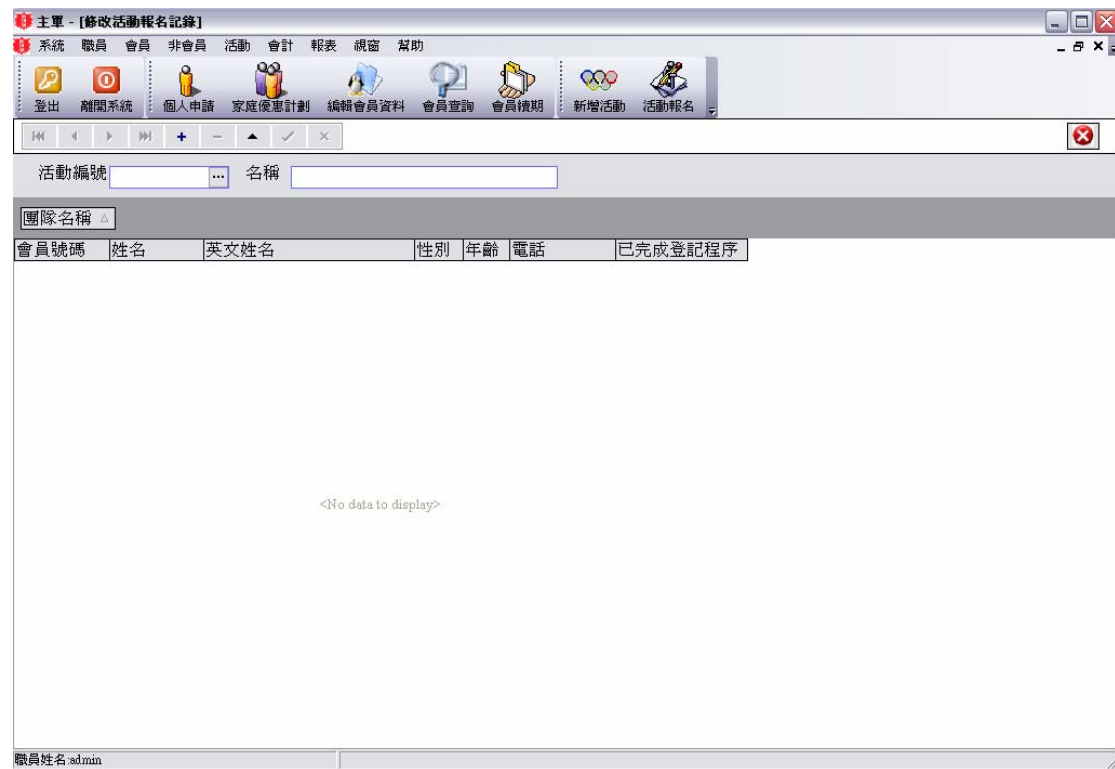 主單 - [修改活動報名記錄]
系統 職員 會員 非會員 活動 會計 報表 視窗 幫助
登出 離開系統 個人申請 家庭優惠計劃 編輯會員資料 會員查詢 會員續期 新增活動 活動報名
活動編號 ... 名稱
團隊名稱
會員號碼 姓名 英文姓名 性別 年齡 電話 已完成登記程序
<No data to display>
職員姓名:admin